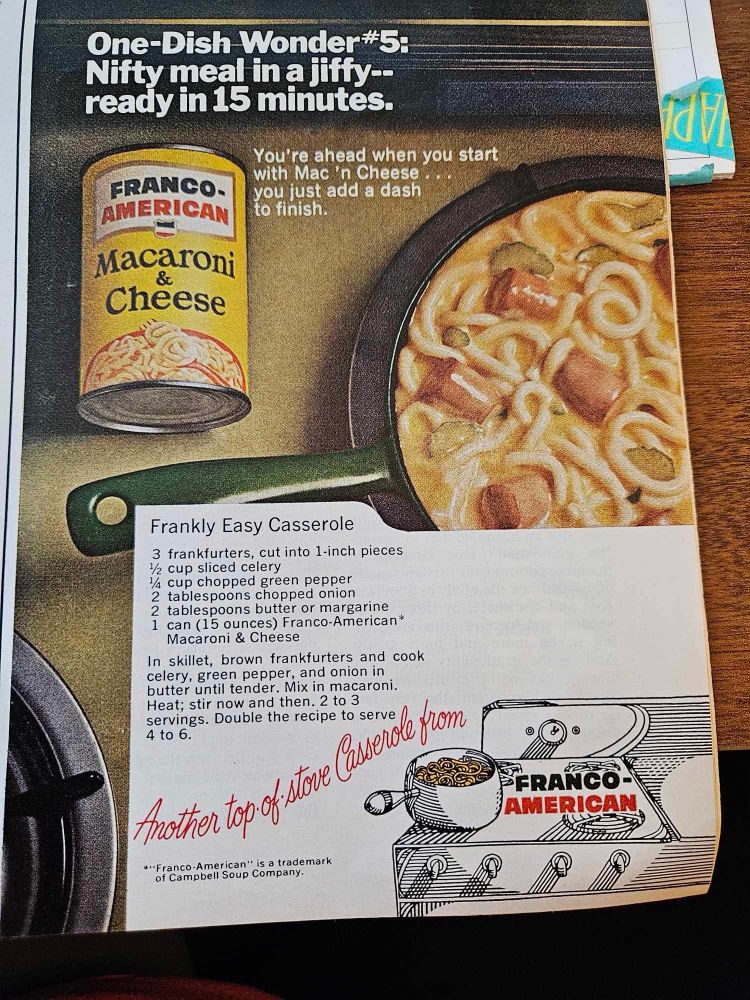 One-Dish Wonder#5:
Nifty meal in a jiffy--
ready in 15 minutes.
You're ahead when you start
with Mac 'n Cheese . . .
you just add a dash
to finish.
FRANCO-
AMERICAN
Macaroni
&
Cheese
Frankly Easy Casserole
3 frankfurters, cut into 1-inch pieces
½ cup sliced celery
¼ cup chopped green pepper
2 tablespoons chopped onion
2 tablespoons butter or margarine
1 can (15 ounces) Franco-American*
Macaroni & Cheese
In skillet, brown frankfurters and cook
celery, green pepper, and onion in
butter until tender. Mix in macaroni.
Heat; stir now and then. 2 to 3
servings. Double the recipe to serve
4 to 6.
Another top-of-stove Casserole from
FRANCO-
AMERICAN
*"Franco-American" is a trademark
of Campbell Soup Company.